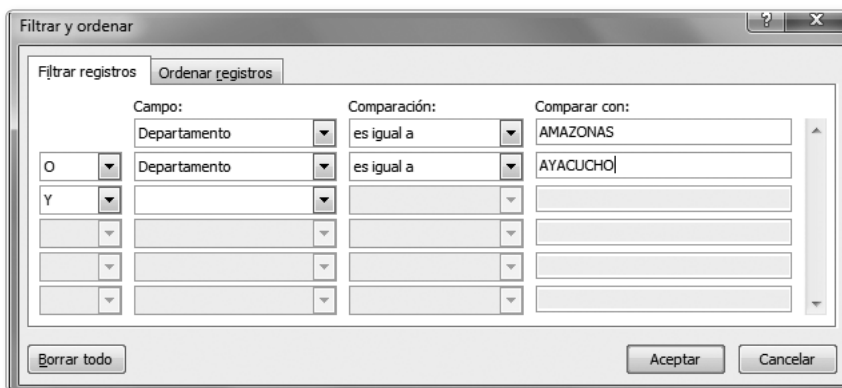 Filtrar y ordenar
? X
Filtrar registros Ordenar registros
Campo: Comparación: Comparar con:
Departamento es igual a AMAZONAS
O Departamento es igual a AYACUCHO
Y
Borrar todo Aceptar Cancelar